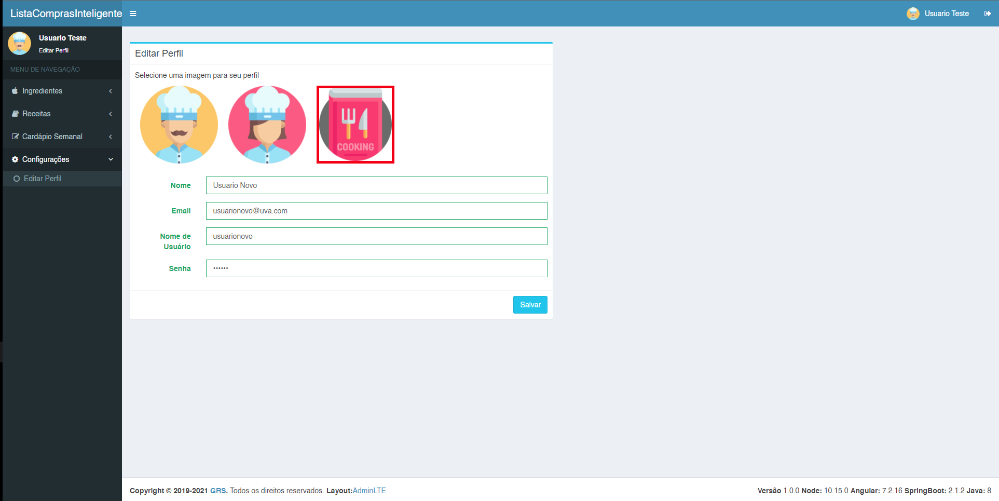 ListaComprasInteligente
Usuario Teste
Usuario Teste
Editar Perfil
MENU DE NAVEGAÇÃO
Ingredientes
Receitas
Cardápio Semanal
Configurações
Editar Perfil
Editar Perfil
Selecione uma imagem para seu perfil
COOKING
Nome
Usuario Novo
Email
usuarionovo@uva.com
Nome de
Usuário
usuarionovo
Senha
••••••
Salvar
Copyright © 2019-2021 GRS. Todos os direitos reservados. Layout:AdminLTE
Versão 1.0.0 Node: 10.15.0 Angular: 7.2.16 SpringBoot: 2.1.2 Java: 8